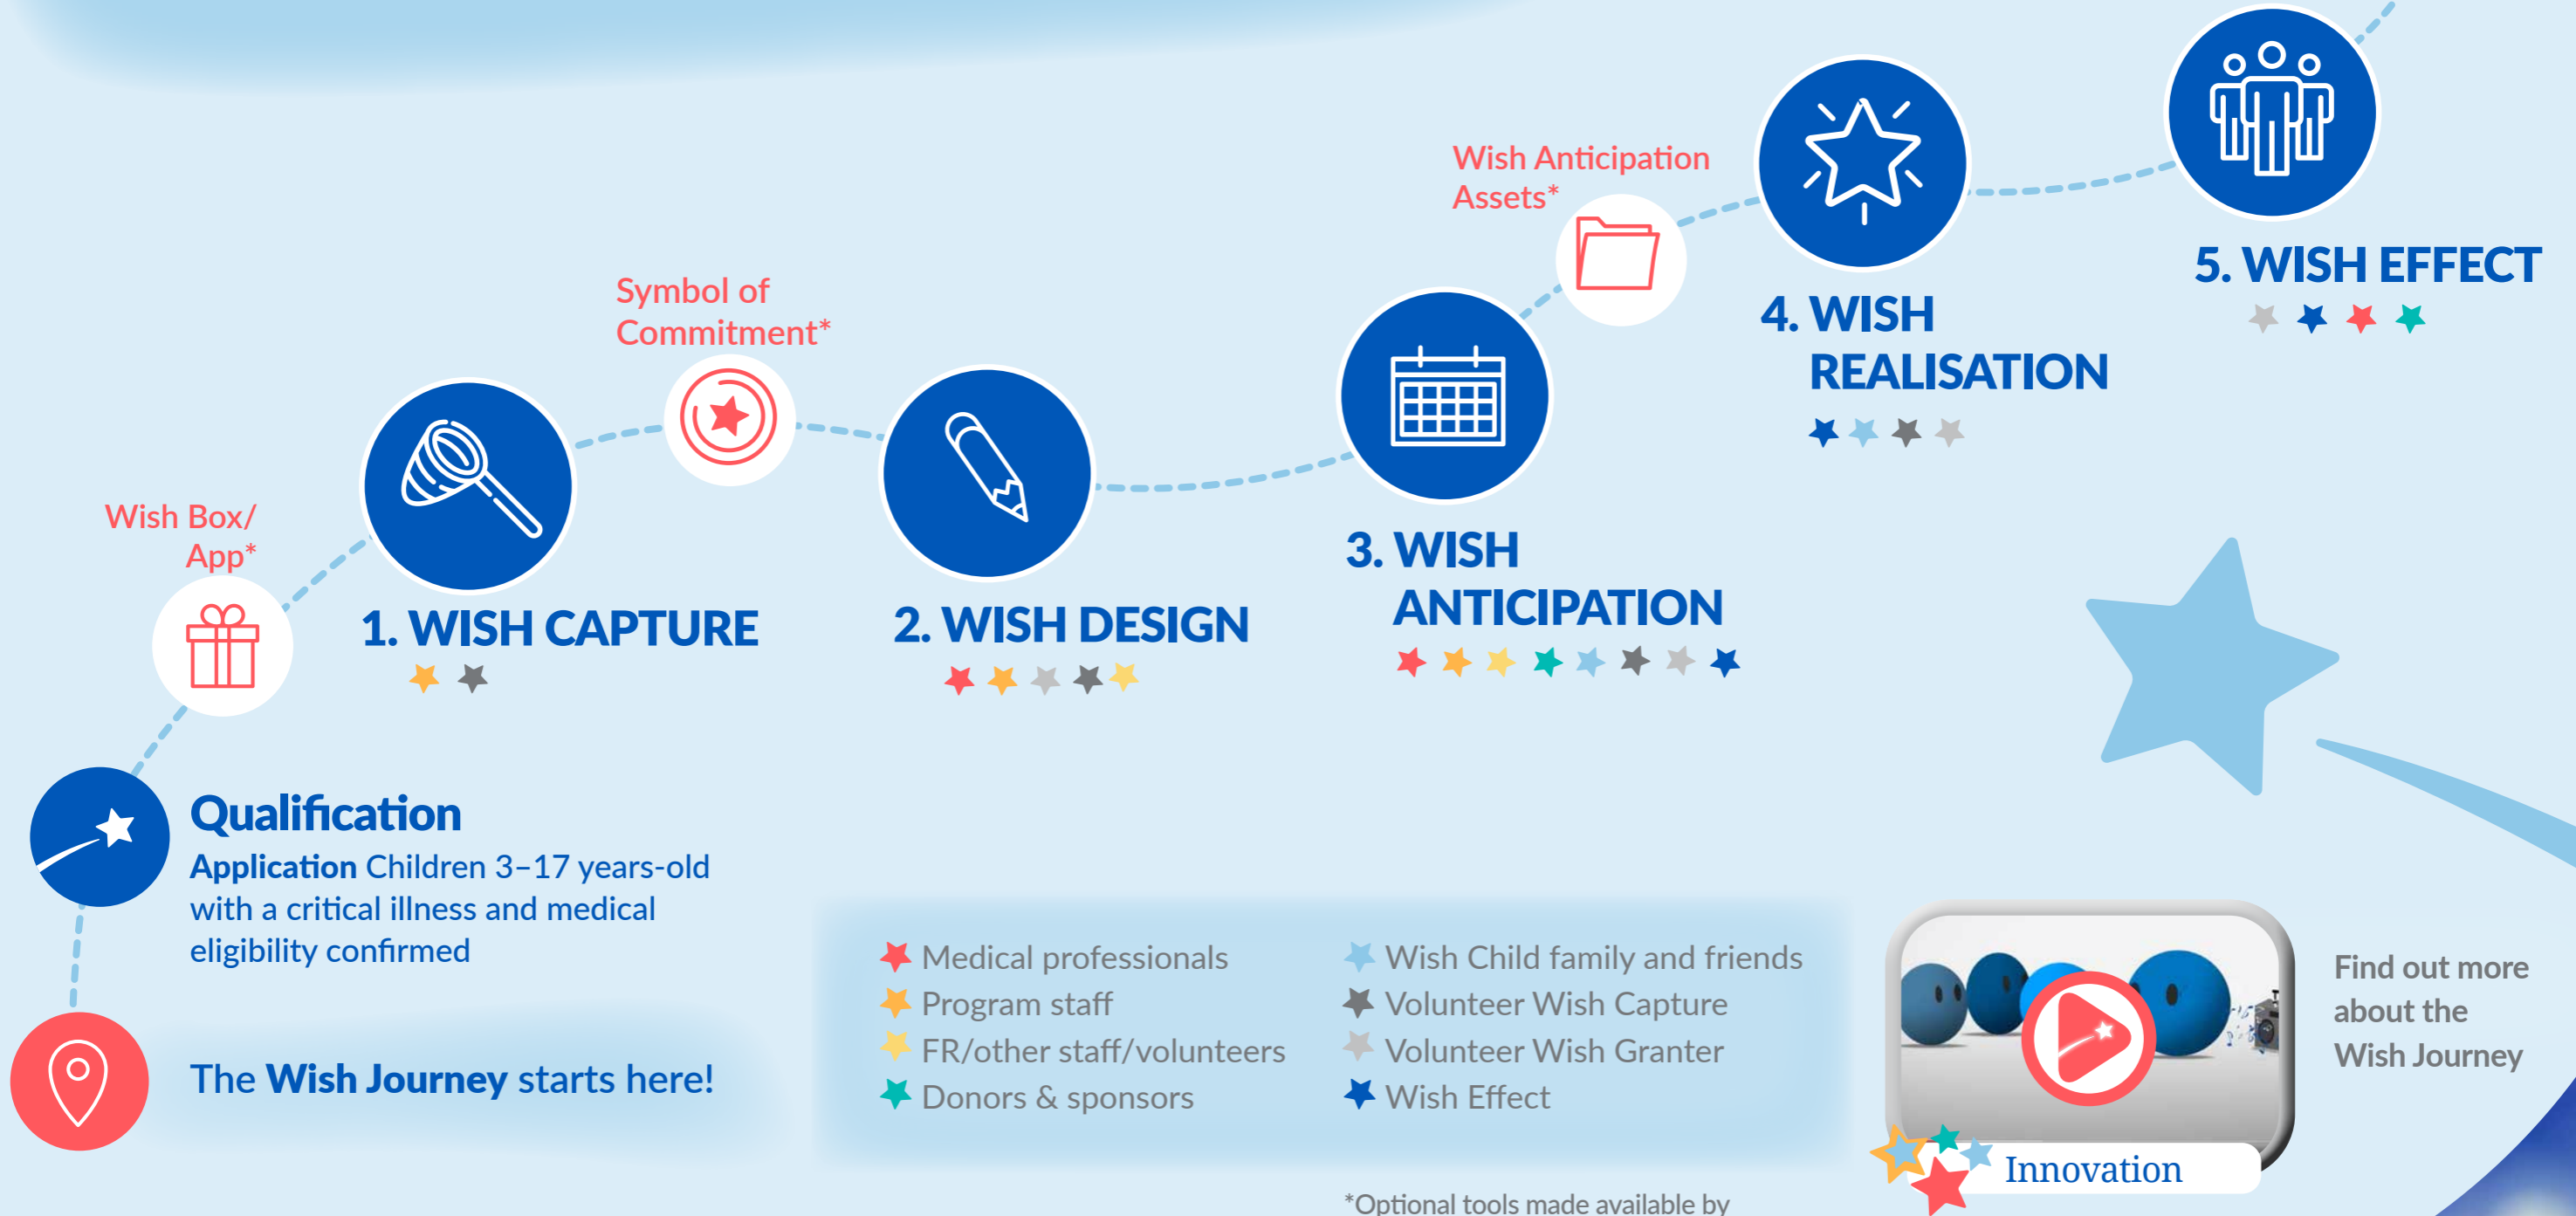 Wish Anticipation
Assets*
5. WISH EFFECT
4. WISH
REALISATION
Symbol of
Commitment*
Wish Box/
App*
3. WISH
ANTICIPATION
1. WISH CAPTURE
2. WISH DESIGN
Qualification
Application Children 3–17 years-old
with a critical illness and medical
eligibility confirmed
The Wish Journey starts here!
Medical professionals
Program staff
FR/other staff/volunteers
Donors & sponsors
Wish Child family and friends
Volunteer Wish Capture
Volunteer Wish Granter
Wish Effect
Find out more
about the
Wish Journey
Innovation
*Optional tools made available by